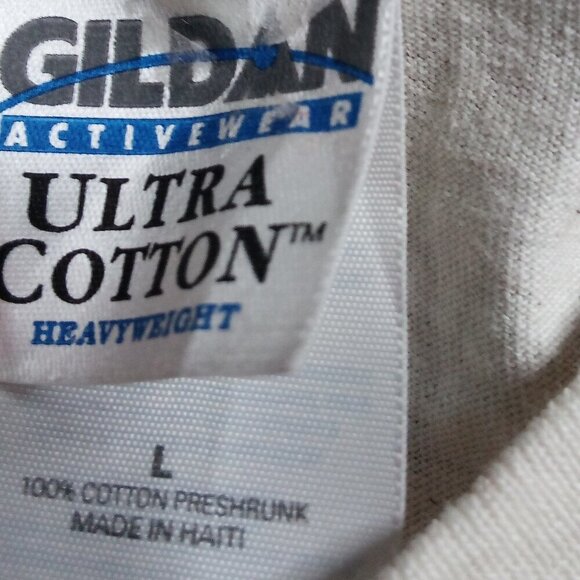 GILDAN
ACTIVEWEAR
ULTRA
COTTON™
HEAVYWEIGHT
L
100% COTTON PRESHRUNK
MADE IN HAITI